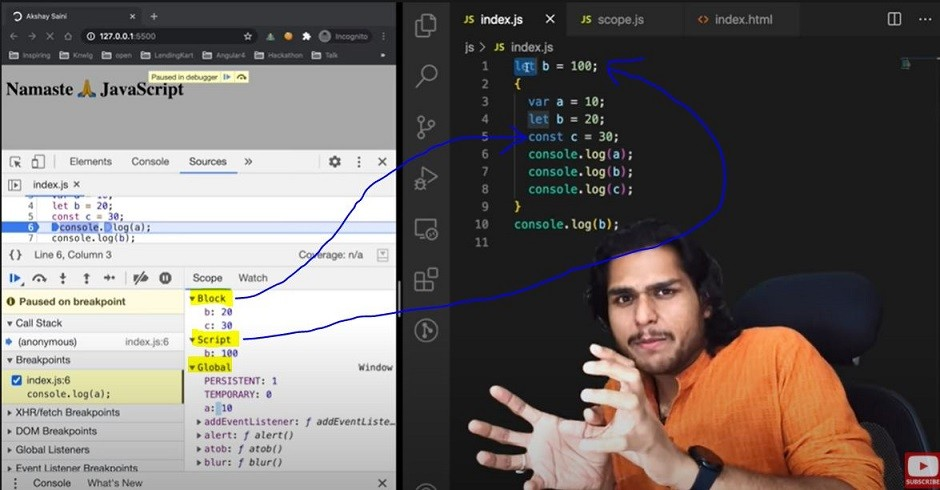 Akshay Saini
127.0.0.1:5500
Incognito
Inspiring
Knwlg
open
LendingKart
Angular4
Hackathon
Talk
Paused in debugger
Namaste 🙏 JavaScript
Elements Console Sources »
index.js ×
4 let b = 20;
5 const c = 30;
6 console.log(a);
7 console.log(b);
{} Line 6, Column 3 Coverage: n/a
Scope Watch
Paused on breakpoint
Call Stack
(anonymous) index.js:6
Breakpoints
index.js:6
console.log(a);
XHR/fetch Breakpoints
DOM Breakpoints
Global Listeners
Event Listener Breakpoints
Block
b: 20
c: 30
Script
b: 100
Global Window
PERSISTENT: 1
TEMPORARY: 0
a: 10
addEventListener: ƒ addEventListe…
alert: ƒ alert()
atob: ƒ atob()
blur: ƒ blur()
Console What's New
JS index.js × JS scope.js <> index.html
js > JS index.js
1 let b = 100;
2 {
3 var a = 10;
4 let b = 20;
5 const c = 30;
6 console.log(a);
7 console.log(b);
8 console.log(c);
9 }
10 console.log(b);
11
SUBSCRIBE